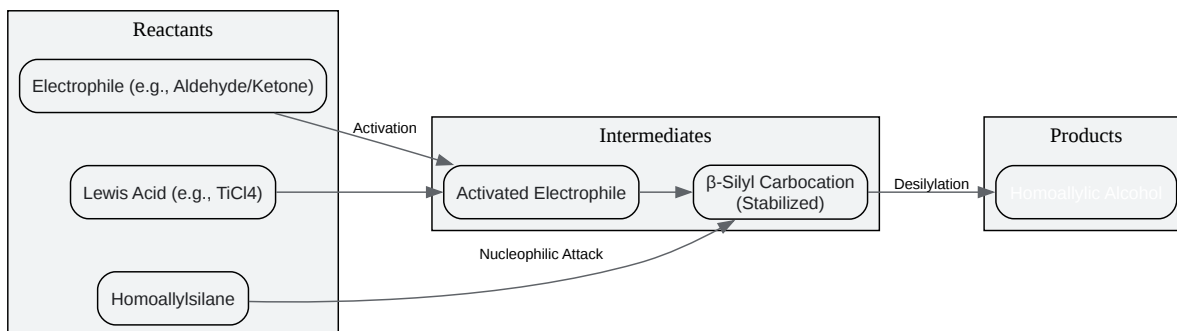 Reactants
Electrophile (e.g., Aldehyde/Ketone)
Activation
Intermediates
Products
Lewis Acid (e.g., TiCl4)
Activated Electrophile
β-Silyl Carbocation
(Stabilized)
Desilylation
Homoallylic Alcohol
Nucleophilic Attack
Homoallylsilane